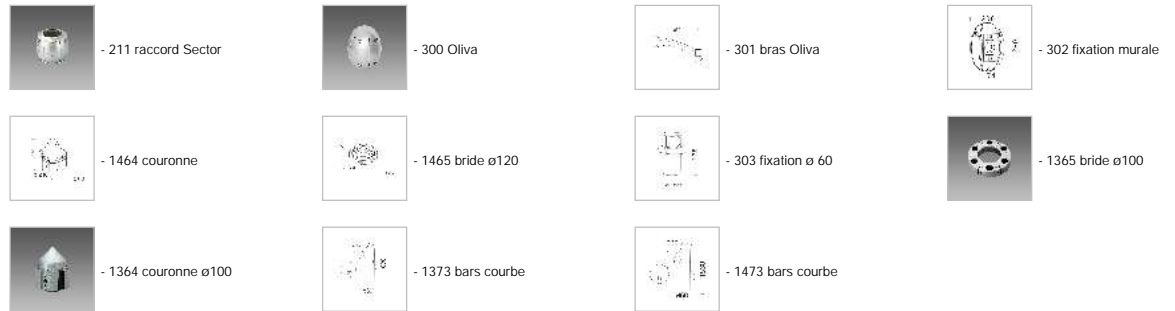 - 211 raccord Sector
- 300 Oliva
- 301 bras Oliva
- 302 fixation murale
- 1464 couronne
- 1465 bride ø120
- 303 fixation ø 60
- 1365 bride ø100
- 1364 couronne ø100
- 1373 bars courbe
- 1473 bars courbe